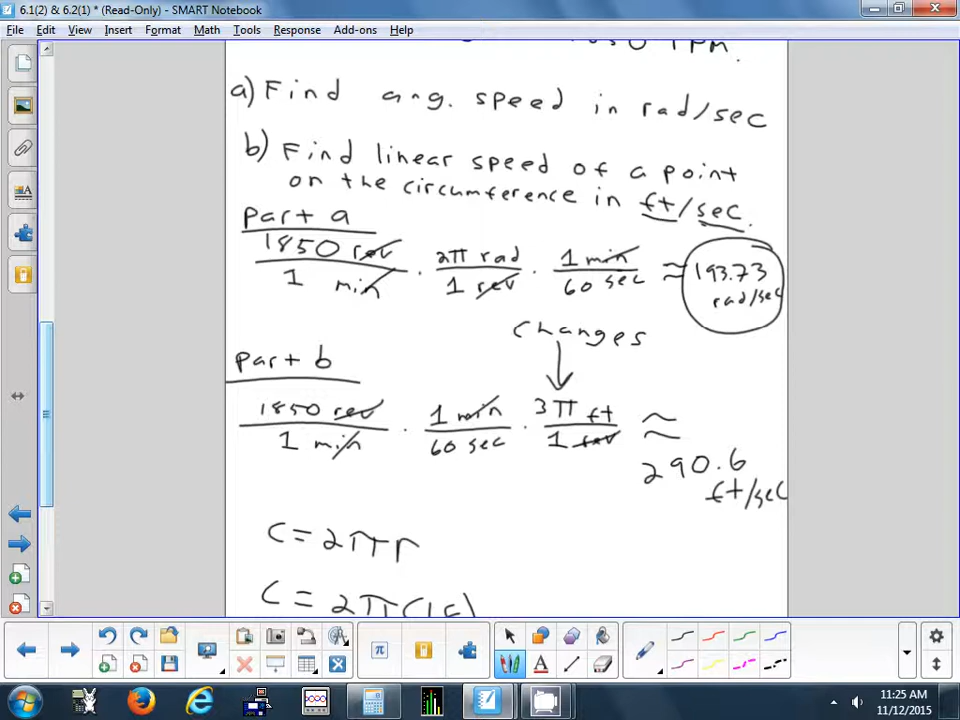 6.1(2) & 6.2(1) * (Read-Only) - SMART Notebook
File Edit View Insert Format Math Tools Response Add-ons Help
rpm.
a) Find ang. speed in rad/sec
b) Find linear speed of a point
on the circumference in ft/sec.
Part a
1850 rev / 1 min · 2π rad / 1 rev · 1 min / 60 sec ≈ 193.73
rad/sec
Changes
Part b
1850 rev / 1 min · 1 min / 60 sec · 3π ft / 1 rev ≈
290.6
ft/sec
C = 2πr
C = 2π(
11:25 AM
11/12/2015